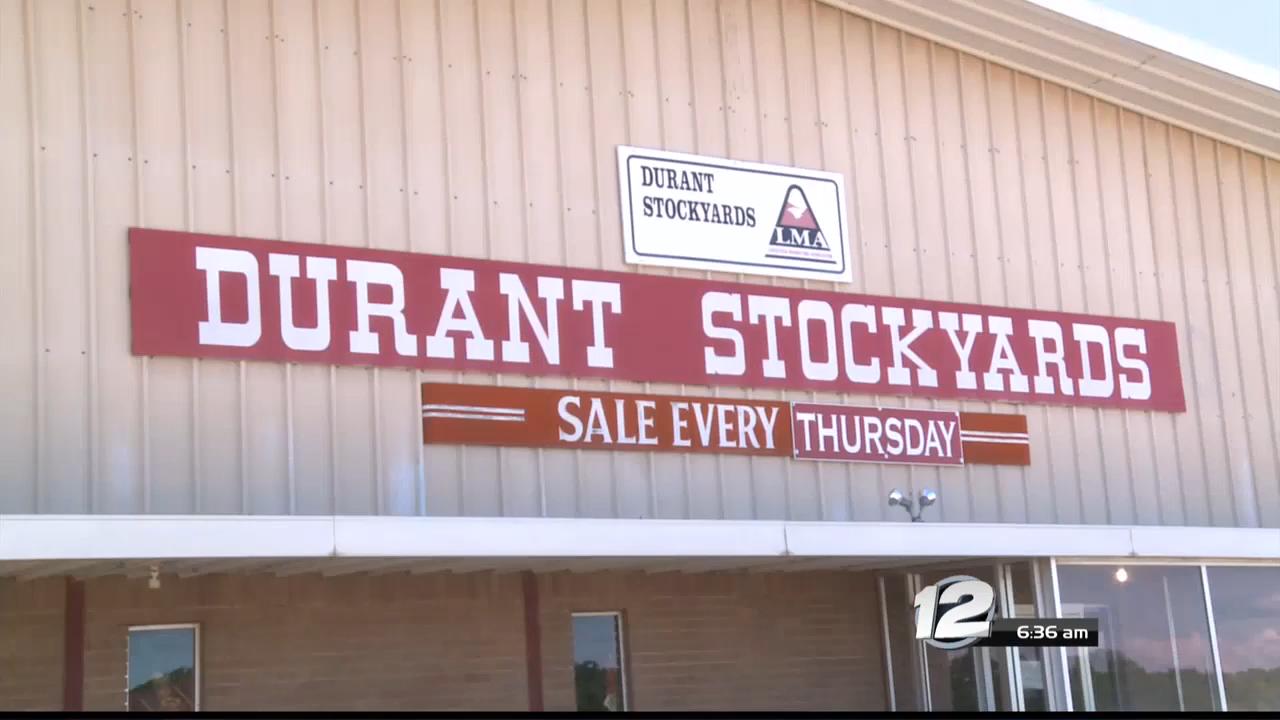 DURANT
STOCKYARDS
LMA
DURANT STOCKYARDS
SALE EVERY THURSDAY
12
6:36 am